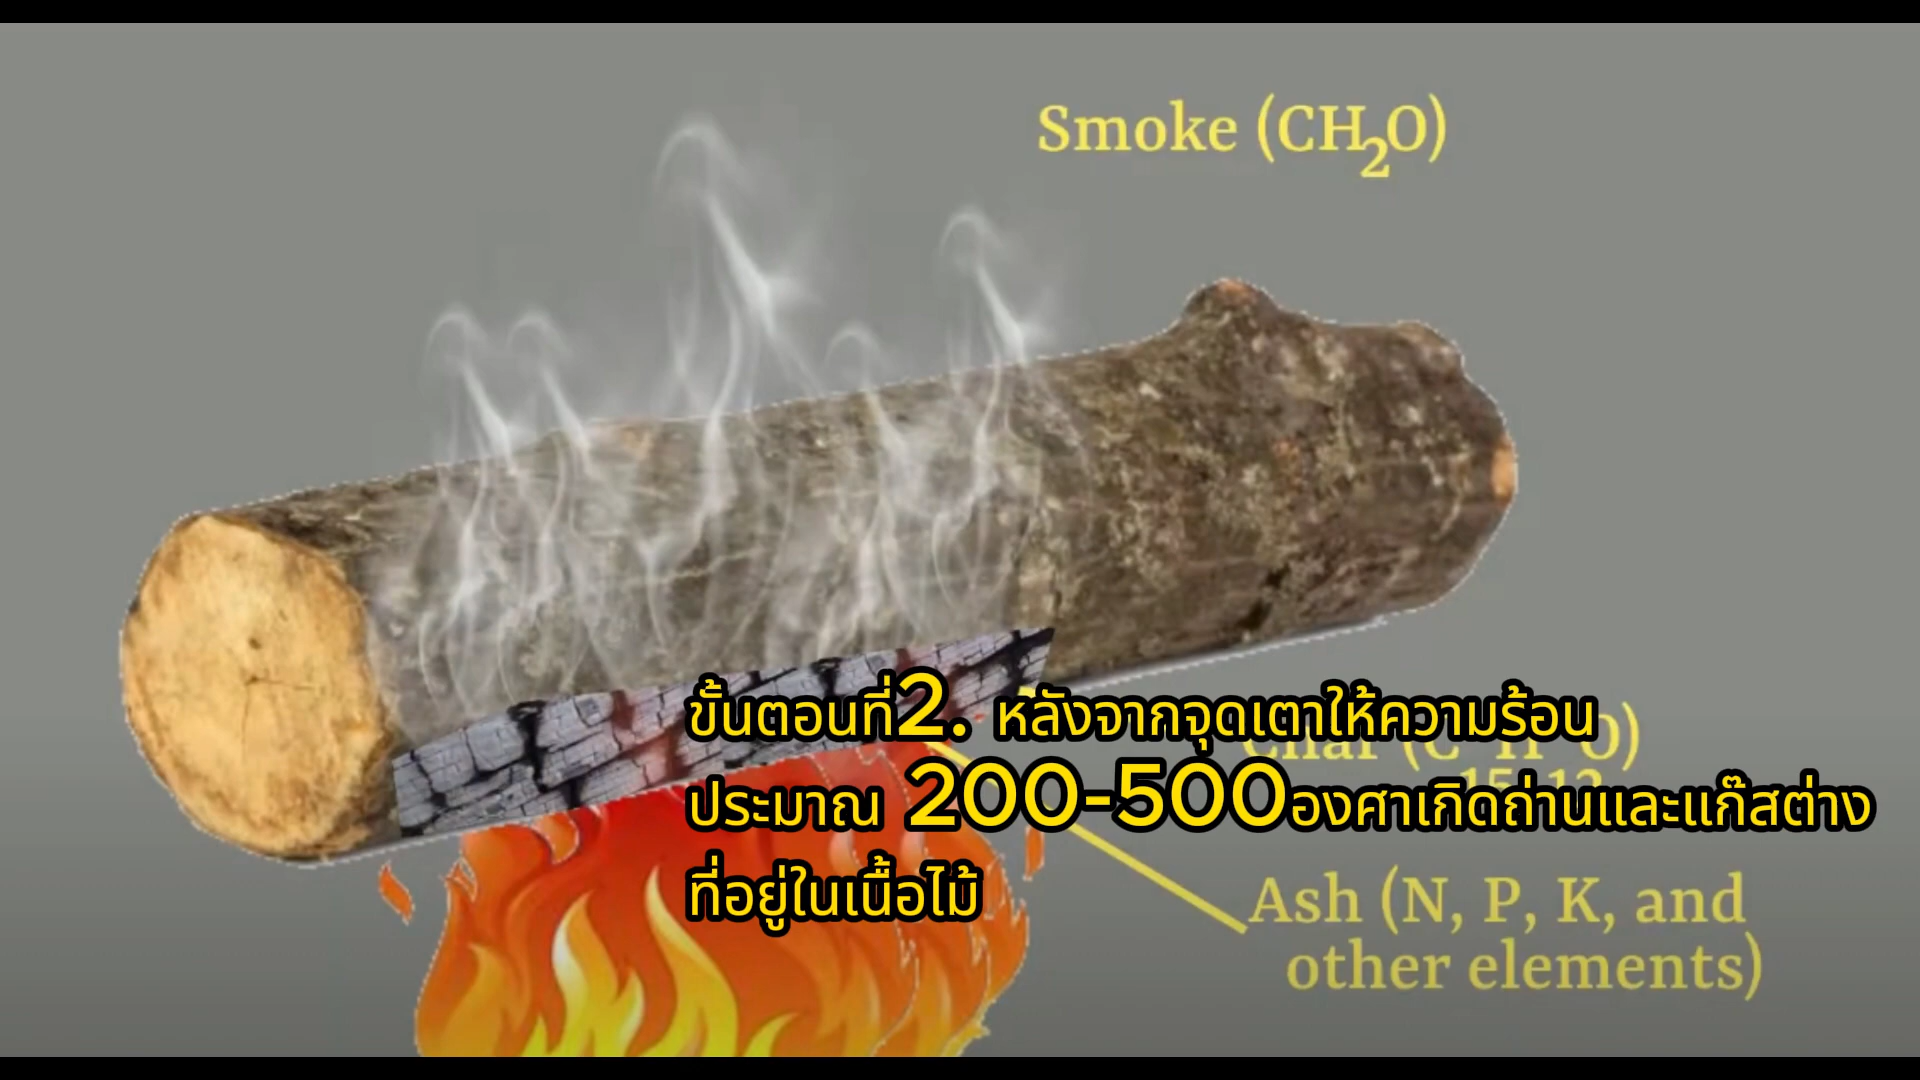 Smoke (CH2O)
ขั้นตอนที่2. หลังจากจุดเตาให้ความร้อน
ประมาณ 200-500องศาเกิดถ่านและแก๊สต่าง
ที่อยู่ในเนื้อไม้
Ash (N, P, K, and
other elements)